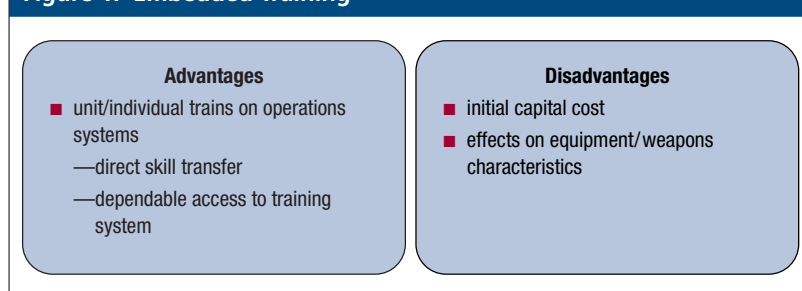 Advantages
■ unit/individual trains on operations
systems
—direct skill transfer
—dependable access to training
system
Disadvantages
■ initial capital cost
■ effects on equipment/weapons
characteristics